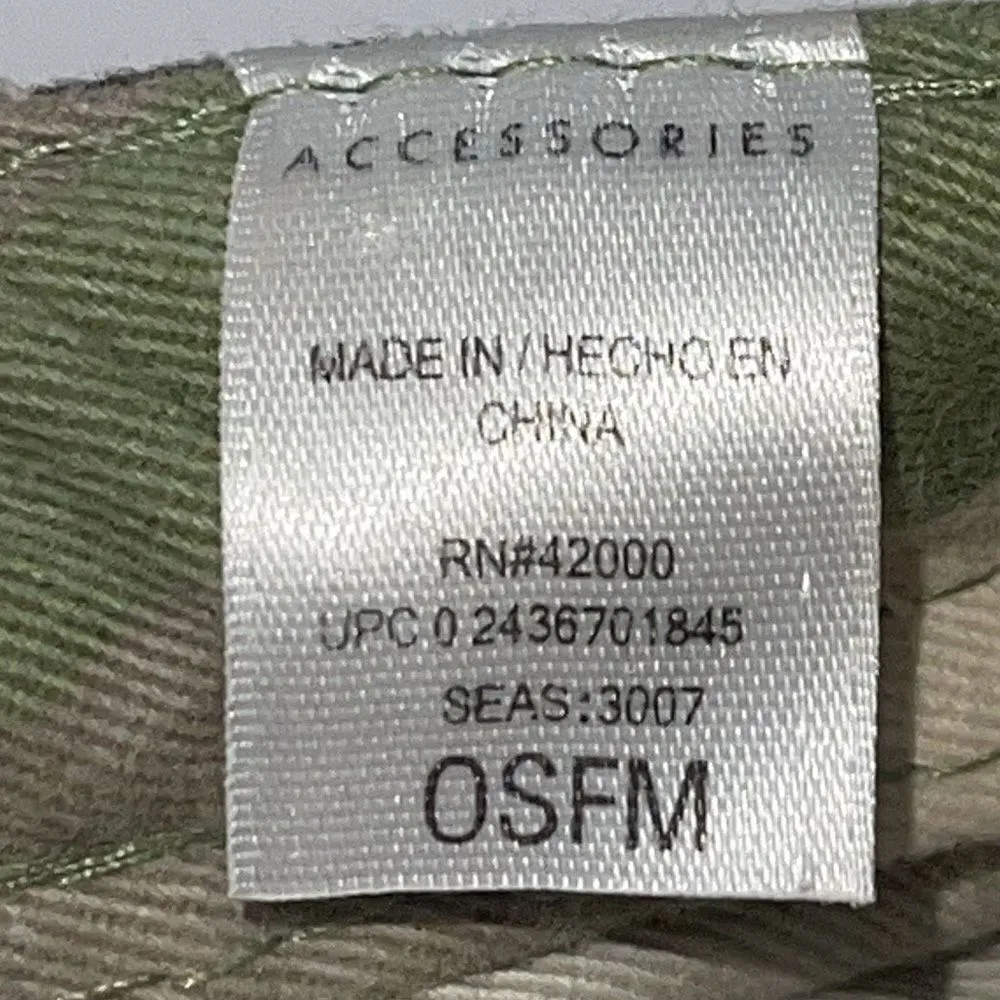 ACCESSORIES
MADE IN / HECHO EN
CHINA
RN#42000
UPC 0 2436701845
SEAS:3007
OSFM